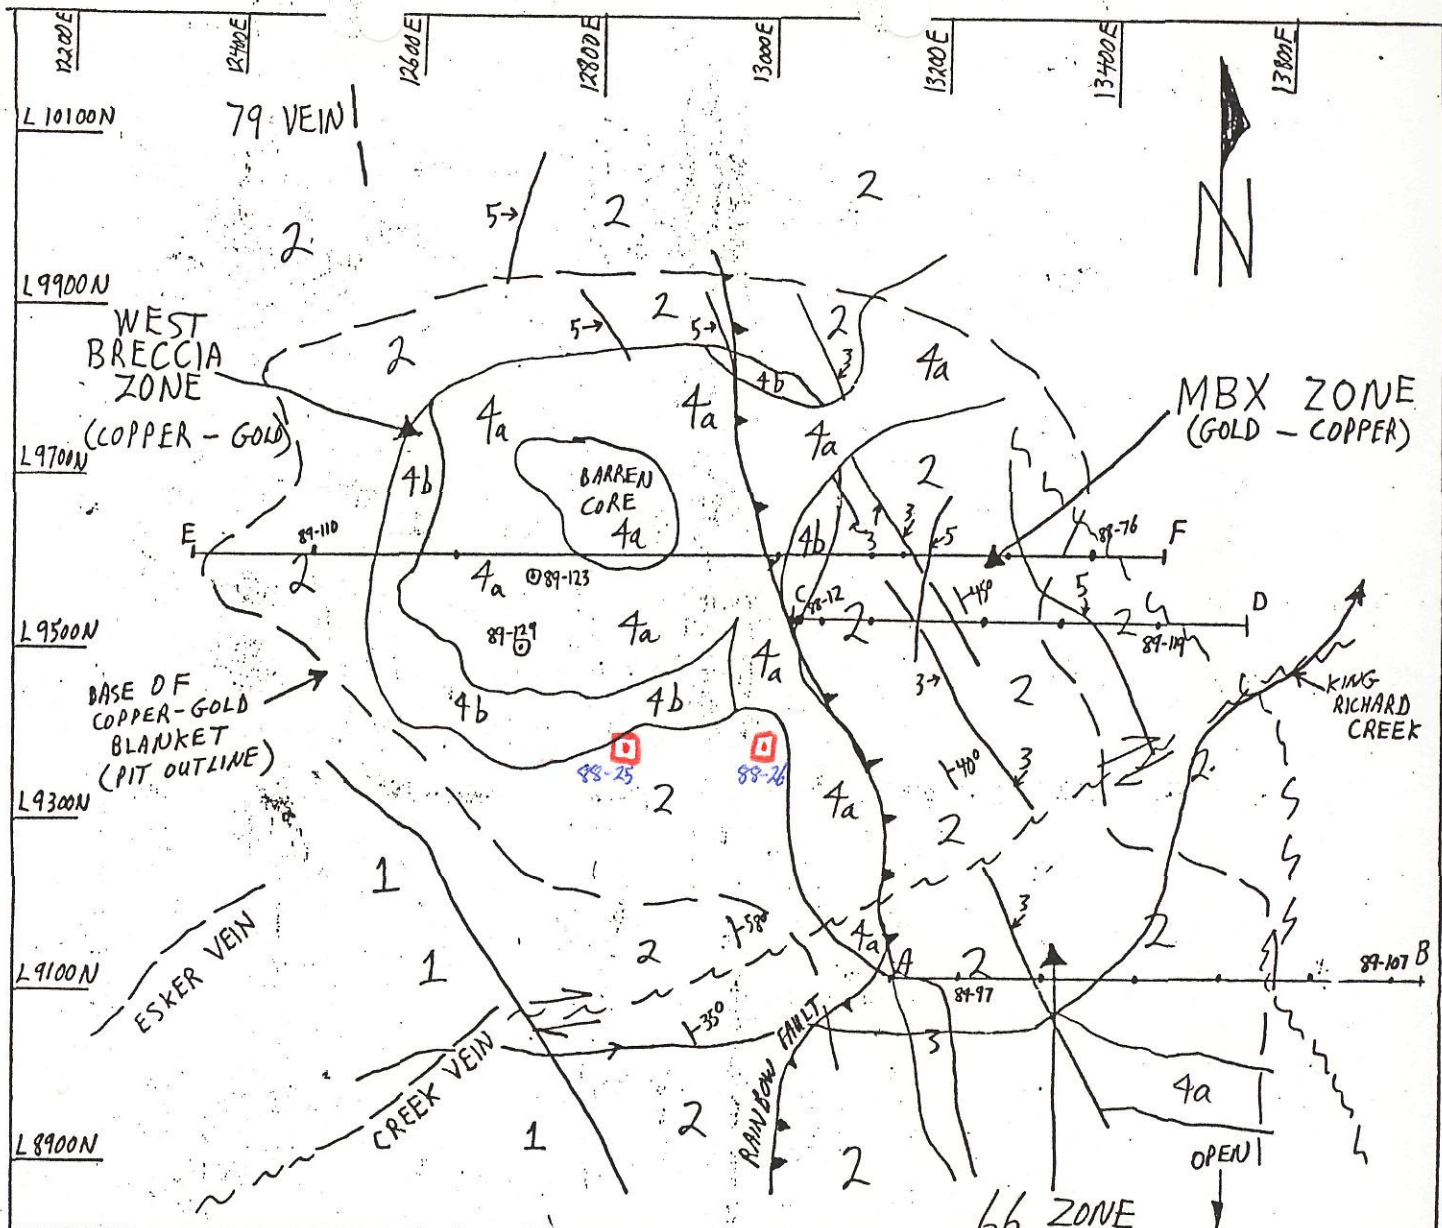 12200E
12400E
12600E
12800E
13000E
13200E
13400E
13800E
L10100N
79 VEIN
N
2
5
2
2
L9900N
WEST
BRECCIA
ZONE
(COPPER - GOLD)
2
5
2
5
2
3
4b
4a
MBX ZONE
(GOLD - COPPER)
4a
4a
4a
L9700N
4b
BARREN
CORE
4a
2
E
89-110
2
4b
3
3
5
88-76
F
4a
89-123
C
88-12
45°
5
D
L9500N
89-129
4a
4a
2
2
89-119
BASE OF
COPPER-GOLD
BLANKET
(PIT OUTLINE)
4b
4b
3
2
KING
RICHARD
CREEK
88-25
88-26
40°
3
2
L9300N
2
4a
2
1
ESKER VEIN
58°
3
2
4a
2
L9100N
1
A
2
89-97
89-107
B
35°
CREEK VEIN
RAINBOW FAULT
3
4a
L8900N
1
2
2
OPEN
66 ZONE